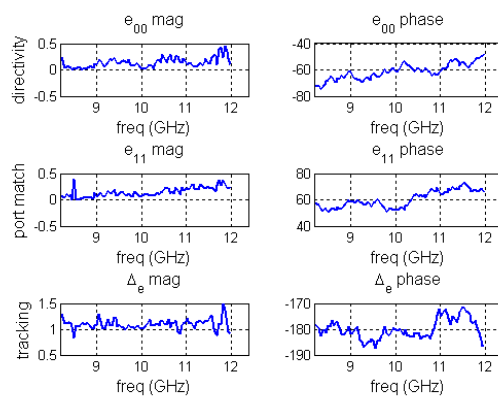 e00 mag
e00 phase
directivity
0.5
0
-0.5
-40
-60
-80
9 10 11 12
9 10 11 12
freq (GHz)
freq (GHz)
e11 mag
e11 phase
port match
0.5
0
-0.5
80
60
40
9 10 11 12
9 10 11 12
freq (GHz)
freq (GHz)
Δe mag
Δe phase
tracking
1.5
1
0.5
-170
-180
-190
9 10 11 12
9 10 11 12
freq (GHz)
freq (GHz)